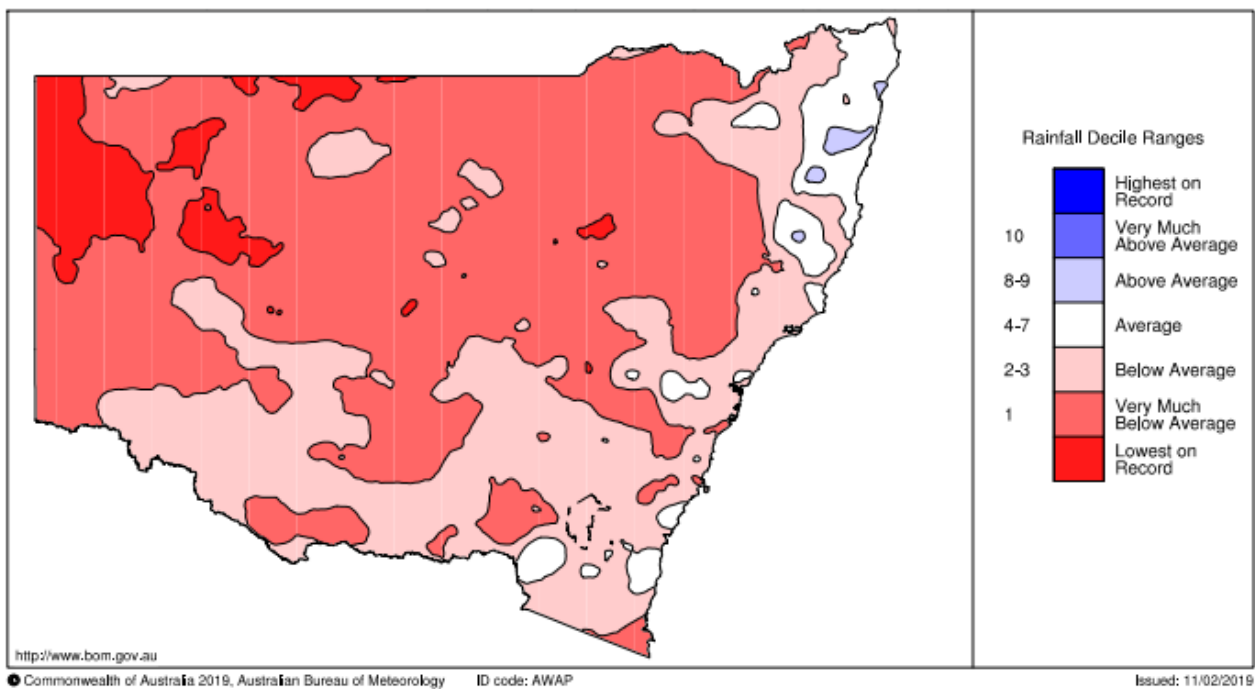 Rainfall Decile Ranges
Highest on
Record
10
Very Much
Above Average
8-9
Above Average
4-7
Average
2-3
Below Average
1
Very Much
Below Average
Lowest on
Record
http://www.bom.gov.au
© Commonwealth of Australia 2019, Australian Bureau of Meteorology ID code: AWAP Issued: 11/02/2019